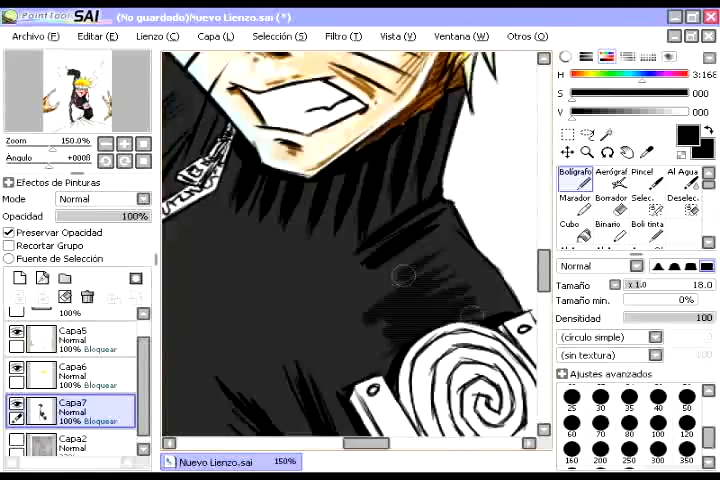 PaintTool SAI (No guardado)Nuevo Lienzo.sai (*)
Archivo (F) Editar (E) Lienzo (C) Capa (L) Selección (S) Filtro (T) Vista (V) Ventana (W) Otros (O)
Zoom 150.0%
Angulo +0008
Efectos de Pinturas
Mode Normal
Opacidad 100%
Preservar Opacidad
Recortar Grupo
Fuente de Selección
100%
Capa5
Normal
100% Bloquear
Capa6
Normal
100% Bloquear
Capa7
Normal
100% Bloquear
Capa2
Normal
Nuevo Lienzo.sai 150%
H 3:168
S 000
V 000
Bolígrafo Aerógraf Pincel Al Agua
Marador Borrador Selec. Deselec.
Cubo Binario Boli tinta
Normal
Tamaño x 1.0 18.0
Tamaño min. 0%
Densitidad 100
(círculo simple)
(sin textura)
Ajustes avanzados
25 30 35 40 50
60 70 80 100 120
160 200 250 300 350